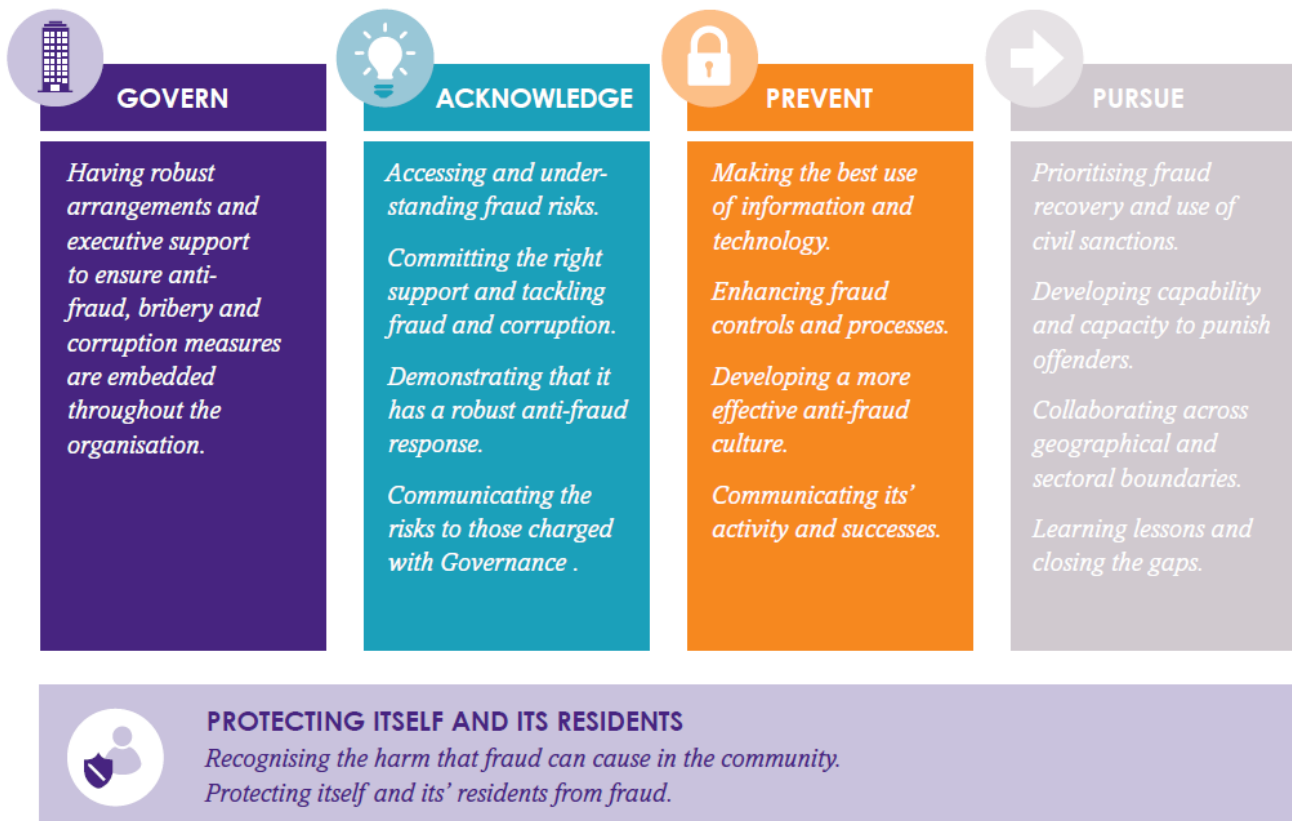 GOVERN
Having robust
arrangements and
executive support
to ensure anti-
fraud, bribery and
corruption measures
are embedded
throughout the
organisation.
ACKNOWLEDGE
Accessing and under-
standing fraud risks.
Committing the right
support and tackling
fraud and corruption.
Demonstrating that it
has a robust anti-fraud
response.
Communicating the
risks to those charged
with Governance .
PREVENT
Making the best use
of information and
technology.
Enhancing fraud
controls and processes.
Developing a more
effective anti-fraud
culture.
Communicating its’
activity and successes.
PURSUE
Prioritising fraud
recovery and use of
civil sanctions.
Developing capability
and capacity to punish
offenders.
Collaborating across
geographical and
sectoral boundaries.
Learning lessons and
closing the gaps.
PROTECTING ITSELF AND ITS RESIDENTS
Recognising the harm that fraud can cause in the community.
Protecting itself and its’ residents from fraud.